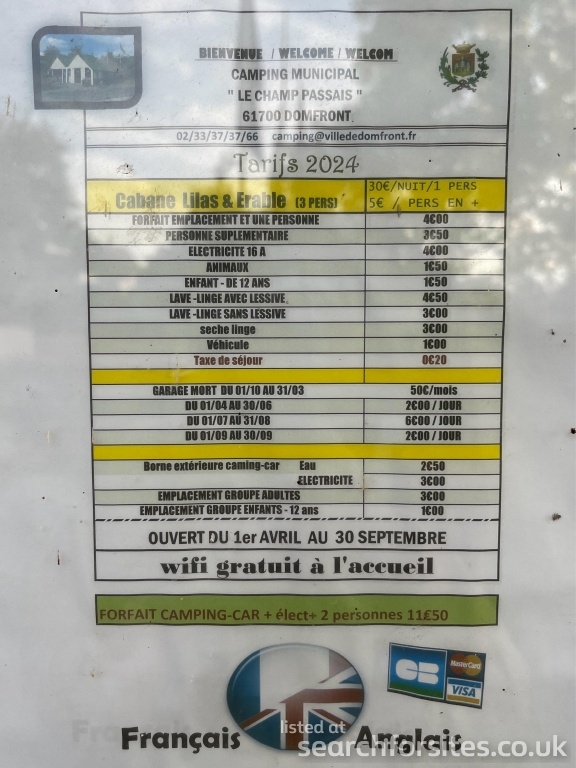 BIENVENUE / WELCOME / WELCOM
CAMPING MUNICIPAL
" LE CHAMP PASSAIS "
61700 DOMFRONT
02/33/37/37/66 camping@villededomfront.fr
Tarifs 2024
Cabane Lilas & Erable (3 PERS) 30€/NUIT/1 PERS
5€ / PERS EN +
FORFAIT EMPLACEMENT ET UNE PERSONNE 4€00
PERSONNE SUPLEMENTAIRE 3€50
ELECTRICITE 16 A 4€00
ANIMAUX 1€50
ENFANT - DE 12 ANS 1€50
LAVE -LINGE AVEC LESSIVE 4€50
LAVE -LINGE SANS LESSIVE 3€00
seche linge 3€00
Véhicule 1€00
Taxe de séjour 0€20
GARAGE MORT DU 01/10 AU 31/03 50€/mois
DU 01/04 AU 30/06 2€00 / JOUR
DU 01/07 AU 31/08 6€00 / JOUR
DU 01/09 AU 30/09 2€00 / JOUR
Borne extérieure caming-car Eau 2€50
ELECTRICITE 3€00
EMPLACEMENT GROUPE ADULTES 3€00
EMPLACEMENT GROUPE ENFANTS - 12 ans 1€00
OUVERT DU 1er AVRIL AU 30 SEPTEMBRE
wifi gratuit à l'accueil
FORFAIT CAMPING-CAR + élect+ 2 personnes 11£50
CB MasterCard
VISA
Français Anglais
listed at
searchforsites.co.uk